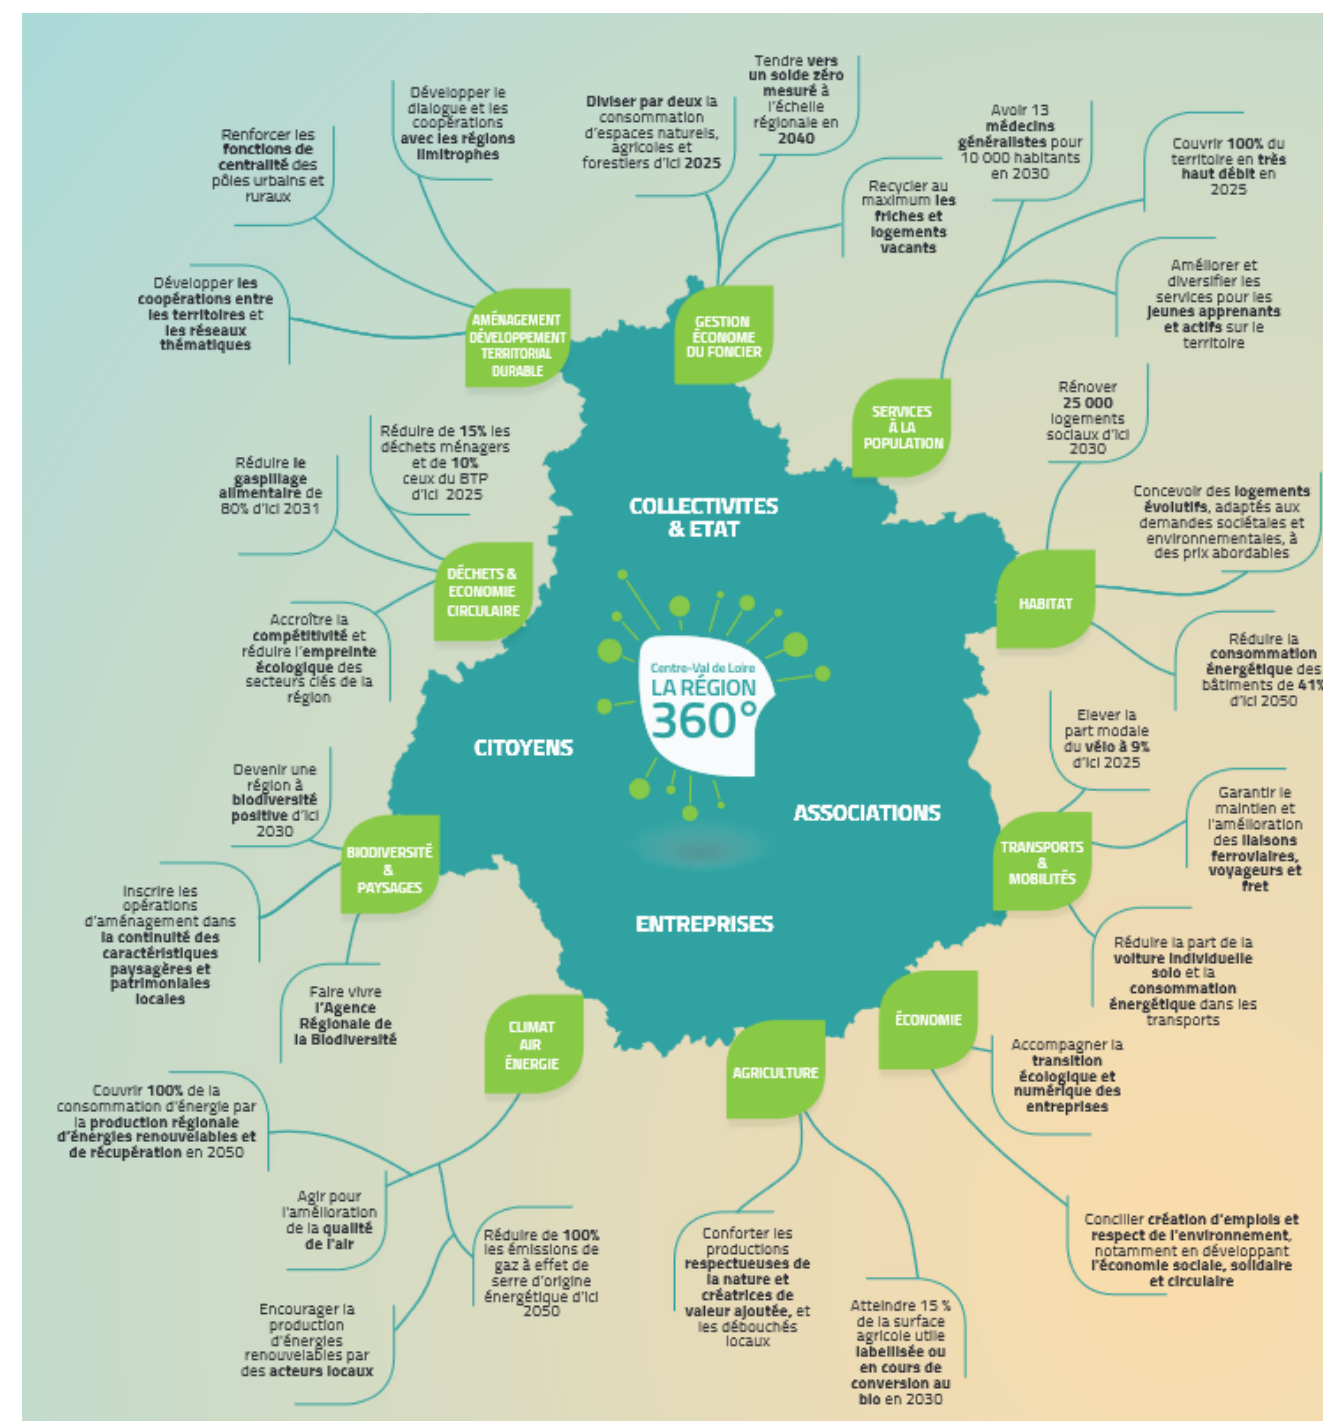 Développer le
dialogue et les
coopérations
avec les régions
limitrophes
Renforcer les
fonctions de
centralité des
pôles urbains et
ruraux
Développer les
coopérations entre
les territoires et
les réseaux
thématiques
AMÉNAGEMENT
DÉVELOPPEMENT
TERRITORIAL
DURABLE
Diviser par deux la
consommation
d'espaces naturels,
agricoles et
forestiers d'ici 2025
Tendre vers
un solde zéro
mesuré à
l'échelle
régionale en
2040
Recycler au
maximum les
friches et
logements
vacants
GESTION
ÉCONOME
DU FONCIER
Avoir 13
médecins
généralistes pour
10 000 habitants
en 2030
Couvrir 100% du
territoire en très
haut débit en
2025
Améliorer et
diversifier les
services pour les
jeunes apprenants
et actifs sur le
territoire
SERVICES
À LA
POPULATION
Rénover
25 000
logements
sociaux d'ici
2030
Concevoir des logements
évolutifs, adaptés aux
demandes sociétales et
environnementales, à
des prix abordables
HABITAT
Réduire la
consommation
énergétique des
bâtiments de 41%
d'ici 2050
Réduire de 15% les
déchets ménagers
et de 10%
ceux du BTP
d'ici 2025
Réduire le
gaspillage
alimentaire de
80% d'ici 2031
DÉCHETS &
ECONOMIE
CIRCULAIRE
Accroître la
compétitivité et
réduire l'empreinte
écologique des
secteurs clés de la
région
COLLECTIVITES
& ETAT
Centre-Val de Loire
LA RÉGION
360°
CITOYENS
ASSOCIATIONS
ENTREPRISES
Elever la
part modale
du vélo à 9%
d'ici 2025
Garantir le
maintien et
l'amélioration
des liaisons
ferroviaires,
voyageurs et
fret
TRANSPORTS
&
MOBILITÉS
Réduire la part de la
voiture individuelle
solo et la
consommation
énergétique dans les
transports
Devenir une
région à
biodiversité
positive d'ici
2030
BIODIVERSITÉ
&
PAYSAGES
Inscrire les
opérations
d'aménagement dans
la continuité des
caractéristiques
paysagères et
patrimoniales
locales
Faire vivre
l'Agence
Régionale de
la Biodiversité
CLIMAT
AIR
ÉNERGIE
Couvrir 100% de la
consommation d'énergie par
la production régionale
d'énergies renouvelables et
de récupération en 2050
Agir pour
l'amélioration
de la qualité
de l'air
Encourager la
production
d'énergies
renouvelables par
des acteurs locaux
Réduire de 100%
les émissions de
gaz à effet de
serre d'origine
énergétique d'ici
2050
AGRICULTURE
Conforter les
productions
respectueuses de
la nature et
créatrices de
valeur ajoutée, et
les débouchés
locaux
Atteindre 15 %
de la surface
agricole utile
labellisée ou
en cours de
conversion au
bio en 2030
ÉCONOMIE
Accompagner la
transition
écologique et
numérique des
entreprises
Concilier création d'emplois et
respect de l'environnement,
notamment en développant
l'économie sociale, solidaire
et circulaire